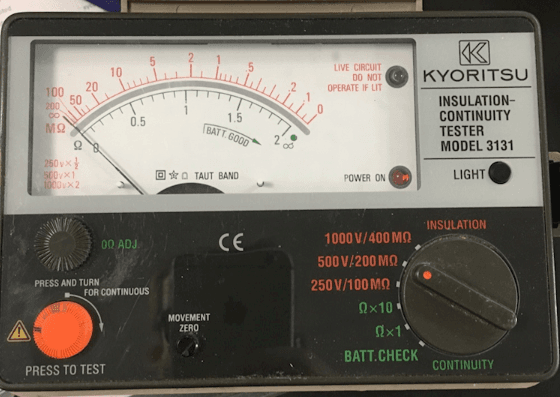 KYORITSU
INSULATION-
CONTINUITY
TESTER
MODEL 3131
LIGHT
LIVE CIRCUIT
DO NOT
OPERATE IF LIT
100 50 20 10 5 2 1 .5 .2 .1 0
200
∞
MΩ
Ω 0 0.5 1 1.5 2 ∞
BATT. GOOD
250V×½
500V×1
1000V×2
TAUT BAND
POWER ON
INSULATION
1000V/400MΩ
500V/200MΩ
250V/100MΩ
Ω×10
Ω×1
BATT.CHECK
CONTINUITY
0Ω ADJ
CE
PRESS AND TURN
FOR CONTINUOUS
MOVEMENT
ZERO
PRESS TO TEST